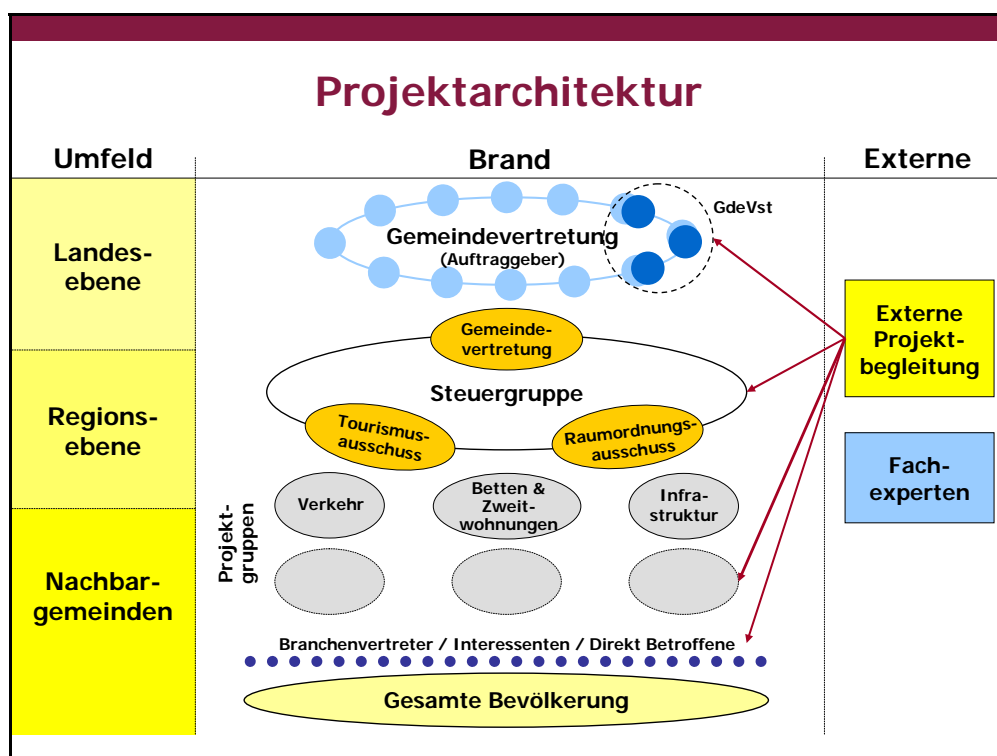 Projektarchitektur
Umfeld
Brand
Externe
Landes-
ebene
Regions-
ebene
Nachbar-
gemeinden
GdeVst
Gemeindevertretung
(Auftraggeber)
Gemeinde-
vertretung
Steuergruppe
Tourismus-
ausschuss
Raumordnungs-
ausschuss
Projekt-
gruppen
Verkehr
Betten &
Zweit-
wohnungen
Infra-
struktur
Branchenvertreter / Interessenten / Direkt Betroffene
Gesamte Bevölkerung
Externe
Projekt-
begleitung
Fach-
experten